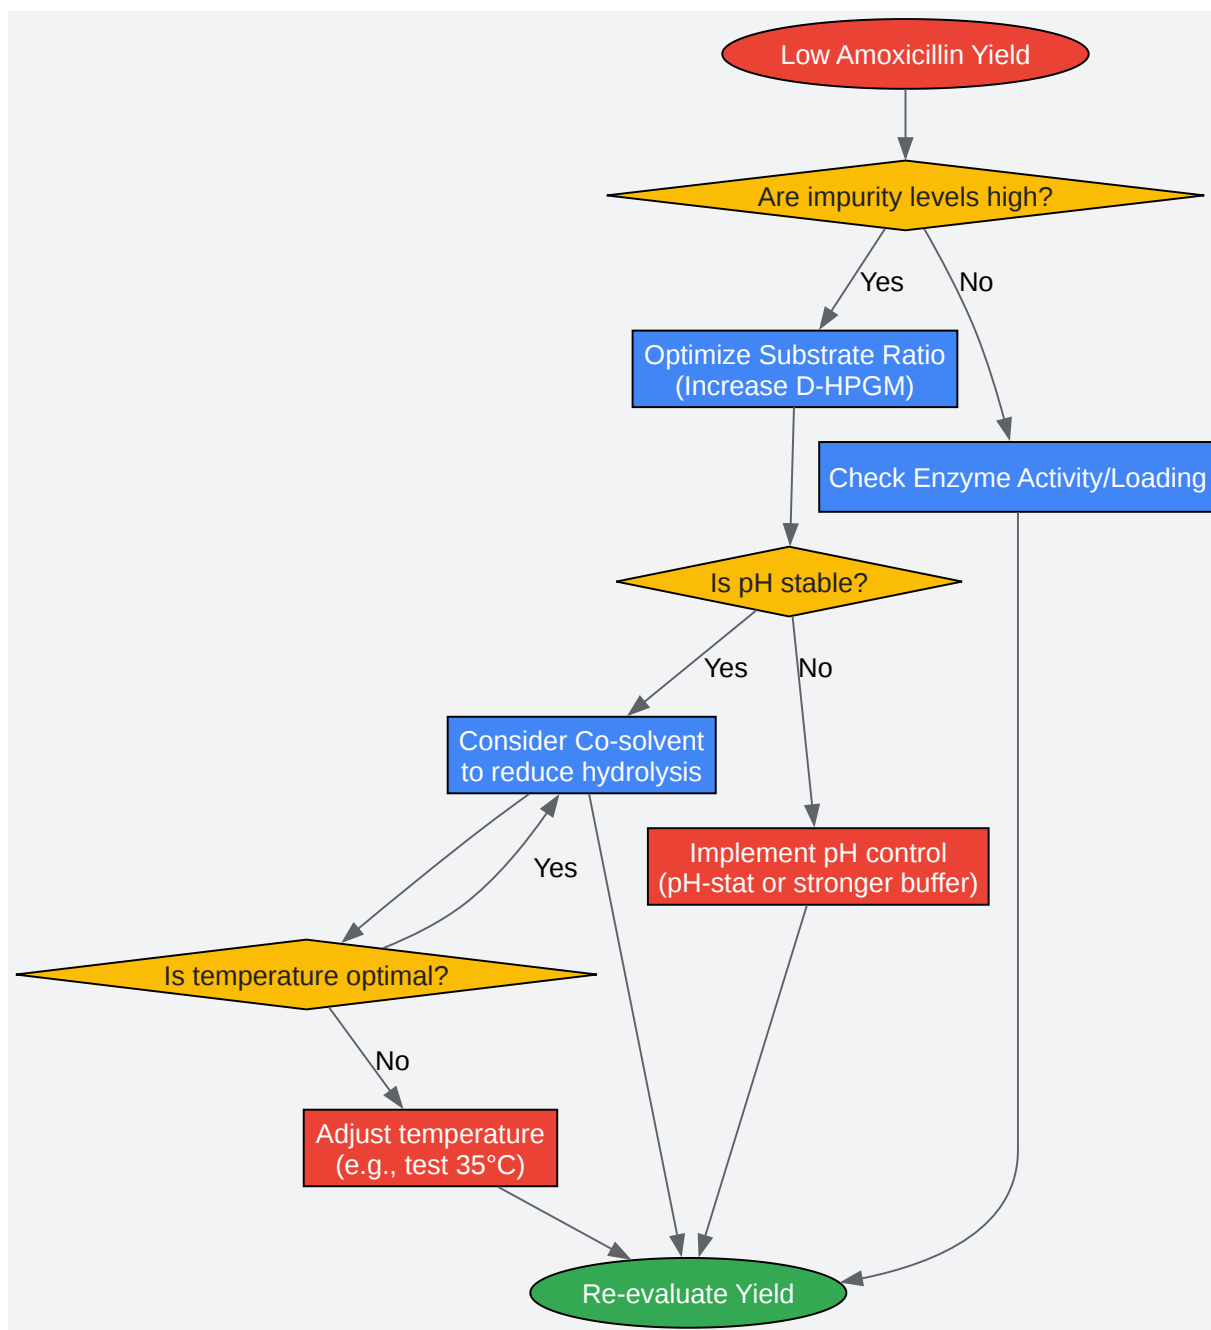 Low Amoxicillin Yield
Are impurity levels high?
Yes
No
Optimize Substrate Ratio
(Increase D-HPGM)
Check Enzyme Activity/Loading
Is pH stable?
Yes
No
Consider Co-solvent
to reduce hydrolysis
Implement pH control
(pH-stat or stronger buffer)
Yes
Is temperature optimal?
No
Adjust temperature
(e.g., test 35°C)
Re-evaluate Yield